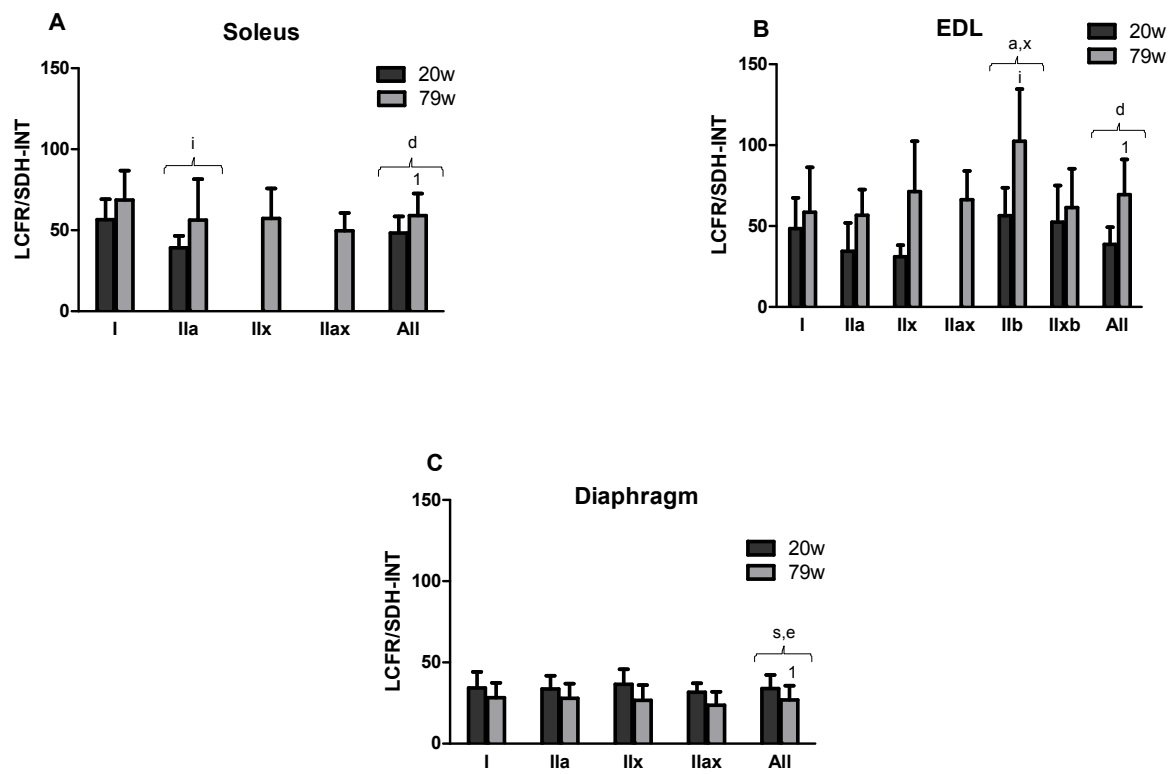 A
Soleus
20w
79w
150
100
50
0
LCFR/SDH-INT
i
d
1
I IIa IIx IIax All
B
EDL
20w
79w
150
100
50
0
LCFR/SDH-INT
a,x
i
d
1
I IIa IIx IIax IIb IIxb All
C
Diaphragm
20w
79w
150
100
50
0
LCFR/SDH-INT
s,e
1
I IIa IIx IIax All